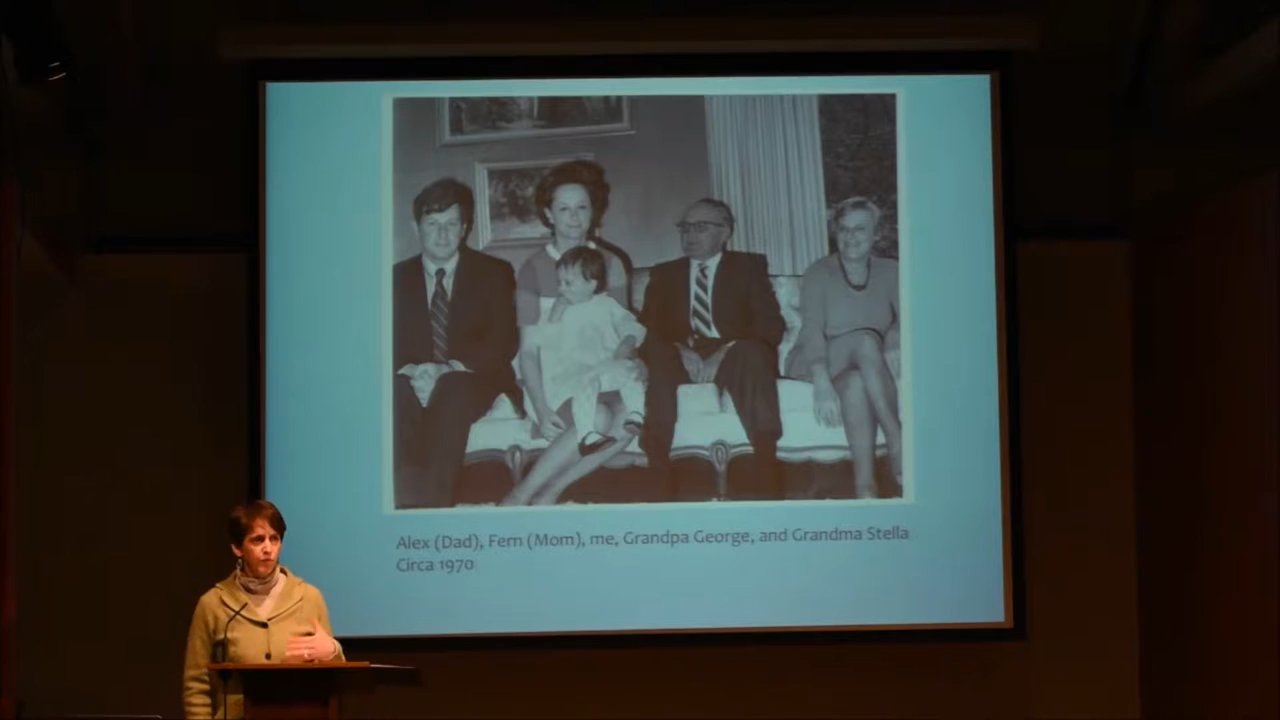 Alex (Dad), Fern (Mom), me, Grandpa George, and Grandma Stella
Circa 1970